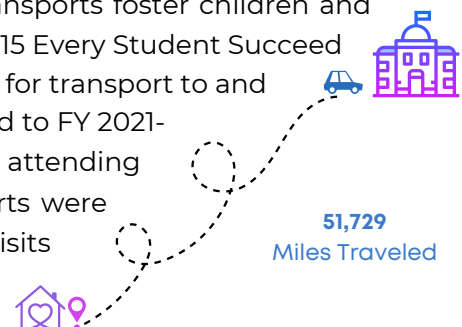 ansports foster children and
15 Every Student Succeed
for transport to and
d to FY 2021-
attending
rts were
isits
51,729
Miles Traveled